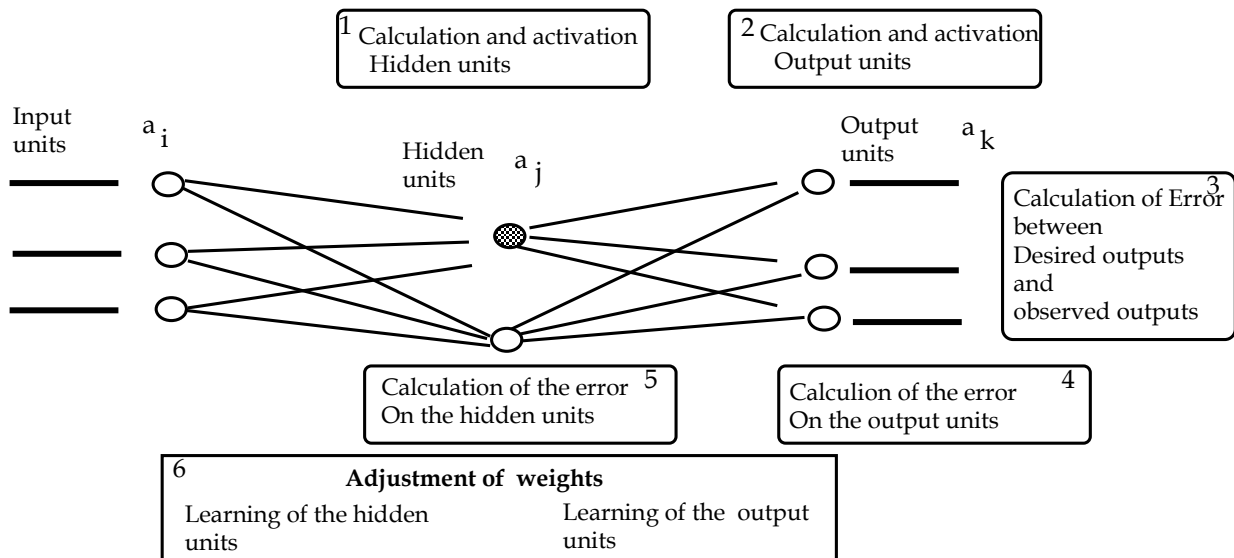 1 Calculation and activation
Hidden units
2 Calculation and activation
Output units
Input
units
a i
Hidden
units
a j
Output
units
a k
3
Calculation of Error
between
Desired outputs
and
observed outputs
Calculation of the error 5
On the hidden units
Calculion of the error 4
On the output units
6
Adjustment of weights
Learning of the hidden
units
Learning of the output
units